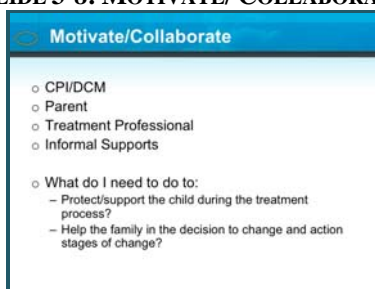 LIDE 3-8: MOTIVATE/ COLLABORA
Motivate/Collaborate
○ CPI/DCM
○ Parent
○ Treatment Professional
○ Informal Supports
○ What do I need to do to:
– Protect/support the child during the treatment
process?
– Help the family in the decision to change and action
stages of change?